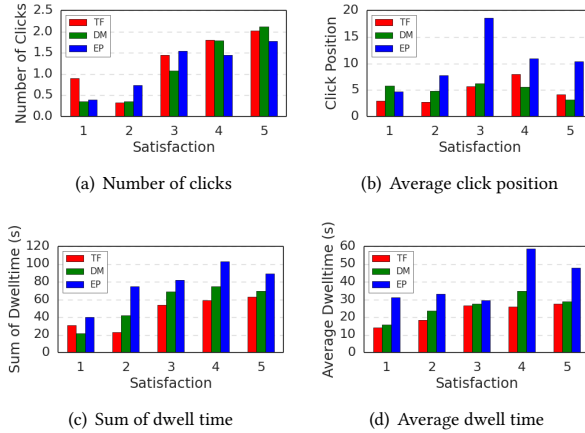 2.5
2.0
1.5
1.0
0.5
0.0
Number of Clicks
TF
DM
EP
1 2 3 4 5
Satisfaction
(a) Number of clicks
20
15
10
5
0
Click Position
TF
DM
EP
1 2 3 4 5
Satisfaction
(b) Average click position
120
100
80
60
40
20
0
Sum of Dwelltime (s)
TF
DM
EP
1 2 3 4 5
Satisfaction
(c) Sum of dwell time
60
50
40
30
20
10
0
Average Dwelltime (s)
TF
DM
EP
1 2 3 4 5
Satisfaction
(d) Average dwell time